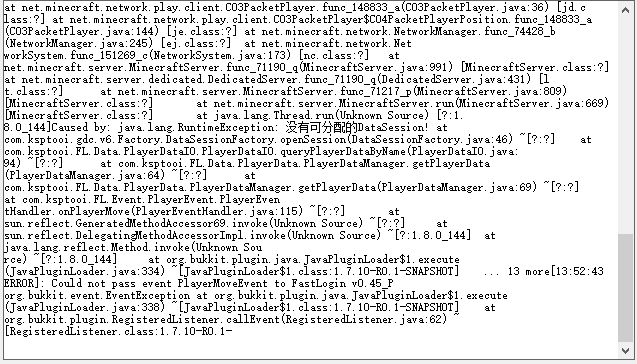 at net.minecraft.network.play.client.C03PacketPlayer.func_148833_a(C03PacketPlayer.java:36) [jd.c
lass:?] at net.minecraft.network.play.client.C03PacketPlayer$C04PacketPlayerPosition.func_148833_a
(C03PacketPlayer.java:144) [je.class:?] at net.minecraft.network.NetworkManager.func_74428_b
(NetworkManager.java:245) [ej.class:?] at net.minecraft.network.Net
workSystem.func_151269_c(NetworkSystem.java:173) [nc.class:?] at
net.minecraft.server.MinecraftServer.func_71190_q(MinecraftServer.java:991) [MinecraftServer.class:?]
at net.minecraft.server.dedicated.DedicatedServer.func_71190_q(DedicatedServer.java:431) [l
t.class:?] at net.minecraft.server.MinecraftServer.func_71217_p(MinecraftServer.java:809)
[MinecraftServer.class:?] at net.minecraft.server.MinecraftServer.run(MinecraftServer.java:669)
[MinecraftServer.class:?] at java.lang.Thread.run(Unknown Source) [?:1.
8.0_144]Caused by: java.lang.RuntimeException: 没有可分配的DataSession! at
com.ksptooi.gdc.v6.Factory.DataSessionFactory.openSession(DataSessionFactory.java:46) ~[?:?] at
com.ksptooi.FL.Data.PlayerDataIO.PlayerDataIO.queryPlayerDataByName(PlayerDataIO.java:
94) ~[?:?] at com.ksptooi.FL.Data.PlayerData.PlayerDataManager.getPlayerData
(PlayerDataManager.java:64) ~[?:?] at
com.ksptooi.FL.Data.PlayerData.PlayerDataManager.getPlayerData(PlayerDataManager.java:69) ~[?:?]
at com.ksptooi.FL.Event.PlayerEvent.PlayerEven
tHandler.onPlayerMove(PlayerEventHandler.java:115) ~[?:?] at
sun.reflect.GeneratedMethodAccessor69.invoke(Unknown Source) ~[?:?] at
sun.reflect.DelegatingMethodAccessorImpl.invoke(Unknown Source) ~[?:1.8.0_144] at
java.lang.reflect.Method.invoke(Unknown Sou
rce) ~[?:1.8.0_144] at org.bukkit.plugin.java.JavaPluginLoader$1.execute
(JavaPluginLoader.java:334) ~[JavaPluginLoader$1.class:1.7.10-R0.1-SNAPSHOT] ... 13 more[13:52:43
ERROR]: Could not pass event PlayerMoveEvent to FastLogin v0.45_P
org.bukkit.event.EventException at org.bukkit.plugin.java.JavaPluginLoader$1.execute
(JavaPluginLoader.java:338) ~[JavaPluginLoader$1.class:1.7.10-R0.1-SNAPSHOT] at
org.bukkit.plugin.RegisteredListener.callEvent(RegisteredListener.java:62)
[RegisteredListener.class:1.7.10-R0.1-